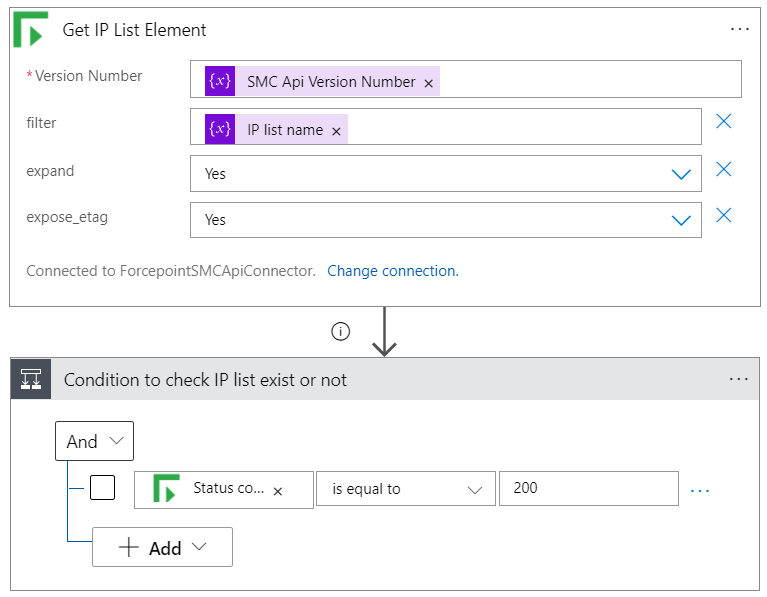 Get IP List Element
...
*Version Number {x} SMC Api Version Number ×
filter {x} IP list name ×
expand Yes
expose_etag Yes
Connected to ForcepointSMCApiConnector. Change connection.
Condition to check IP list exist or not
...
And
Status co... × is equal to 200 ...
+ Add